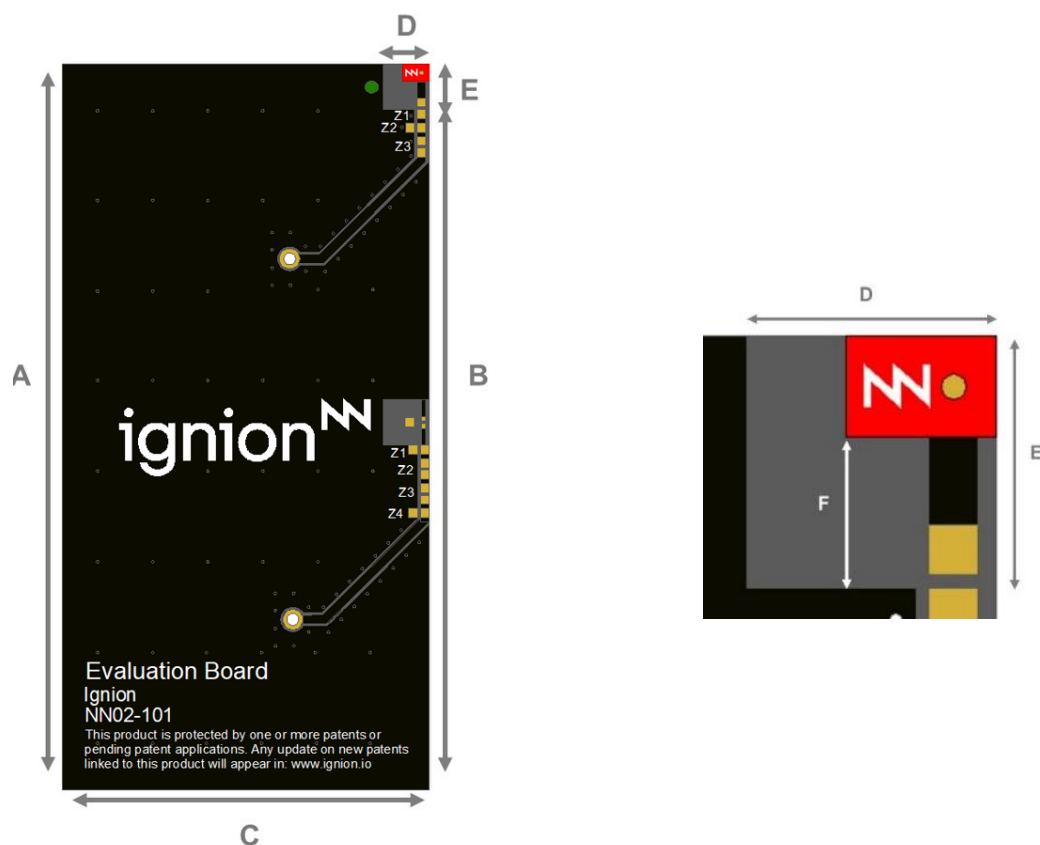 D
E
Z1
Z2
Z3
A
B
ignion
Z1
Z2
Z3
Z4
Evaluation Board
Ignion
NN02-101
This product is protected by one or more patents or
pending patent applications. Any update on new patents
linked to this product will appear in: www.ignion.io
C
D
E
F